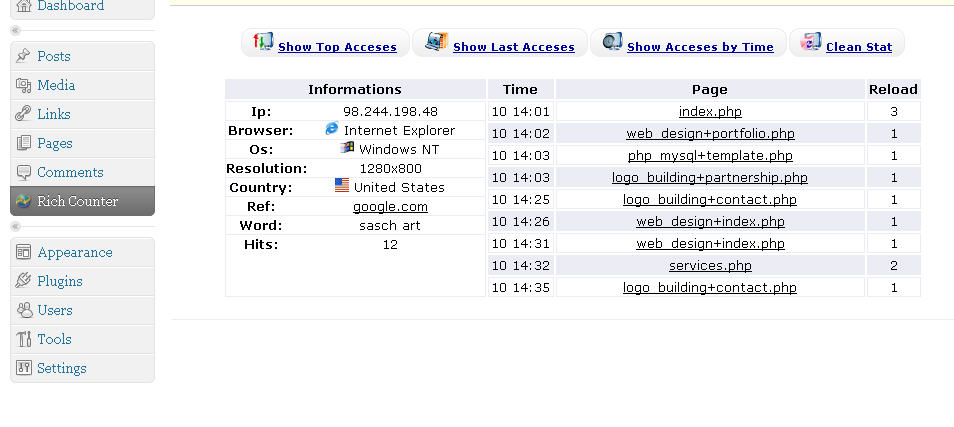 Dashboard
Posts
Media
Links
Pages
Comments
Rich Counter
Appearance
Plugins
Users
Tools
Settings
Show Top Acceses Show Last Acceses Show Acceses by Time Clean Stat
Informations Time Page Reload
Ip: 98.244.198.48
Browser: Internet Explorer
Os: Windows NT
Resolution: 1280x800
Country: United States
Ref: google.com
Word: sasch art
Hits: 12
10 14:01 index.php 3
10 14:02 web_design+portfolio.php 1
10 14:03 php_mysql+template.php 1
10 14:03 logo_building+partnership.php 1
10 14:25 logo_building+contact.php 1
10 14:26 web_design+index.php 1
10 14:31 web_design+index.php 1
10 14:32 services.php 2
10 14:35 logo_building+contact.php 1